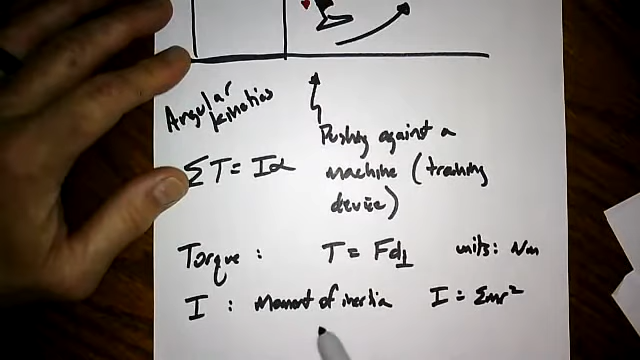 Angular
kinetics
Pushing against a
machine (training
device)
ΣT = Iα
Torque : T = Fd⊥ units: Nm
I : Moment of inertia I = Σmr²